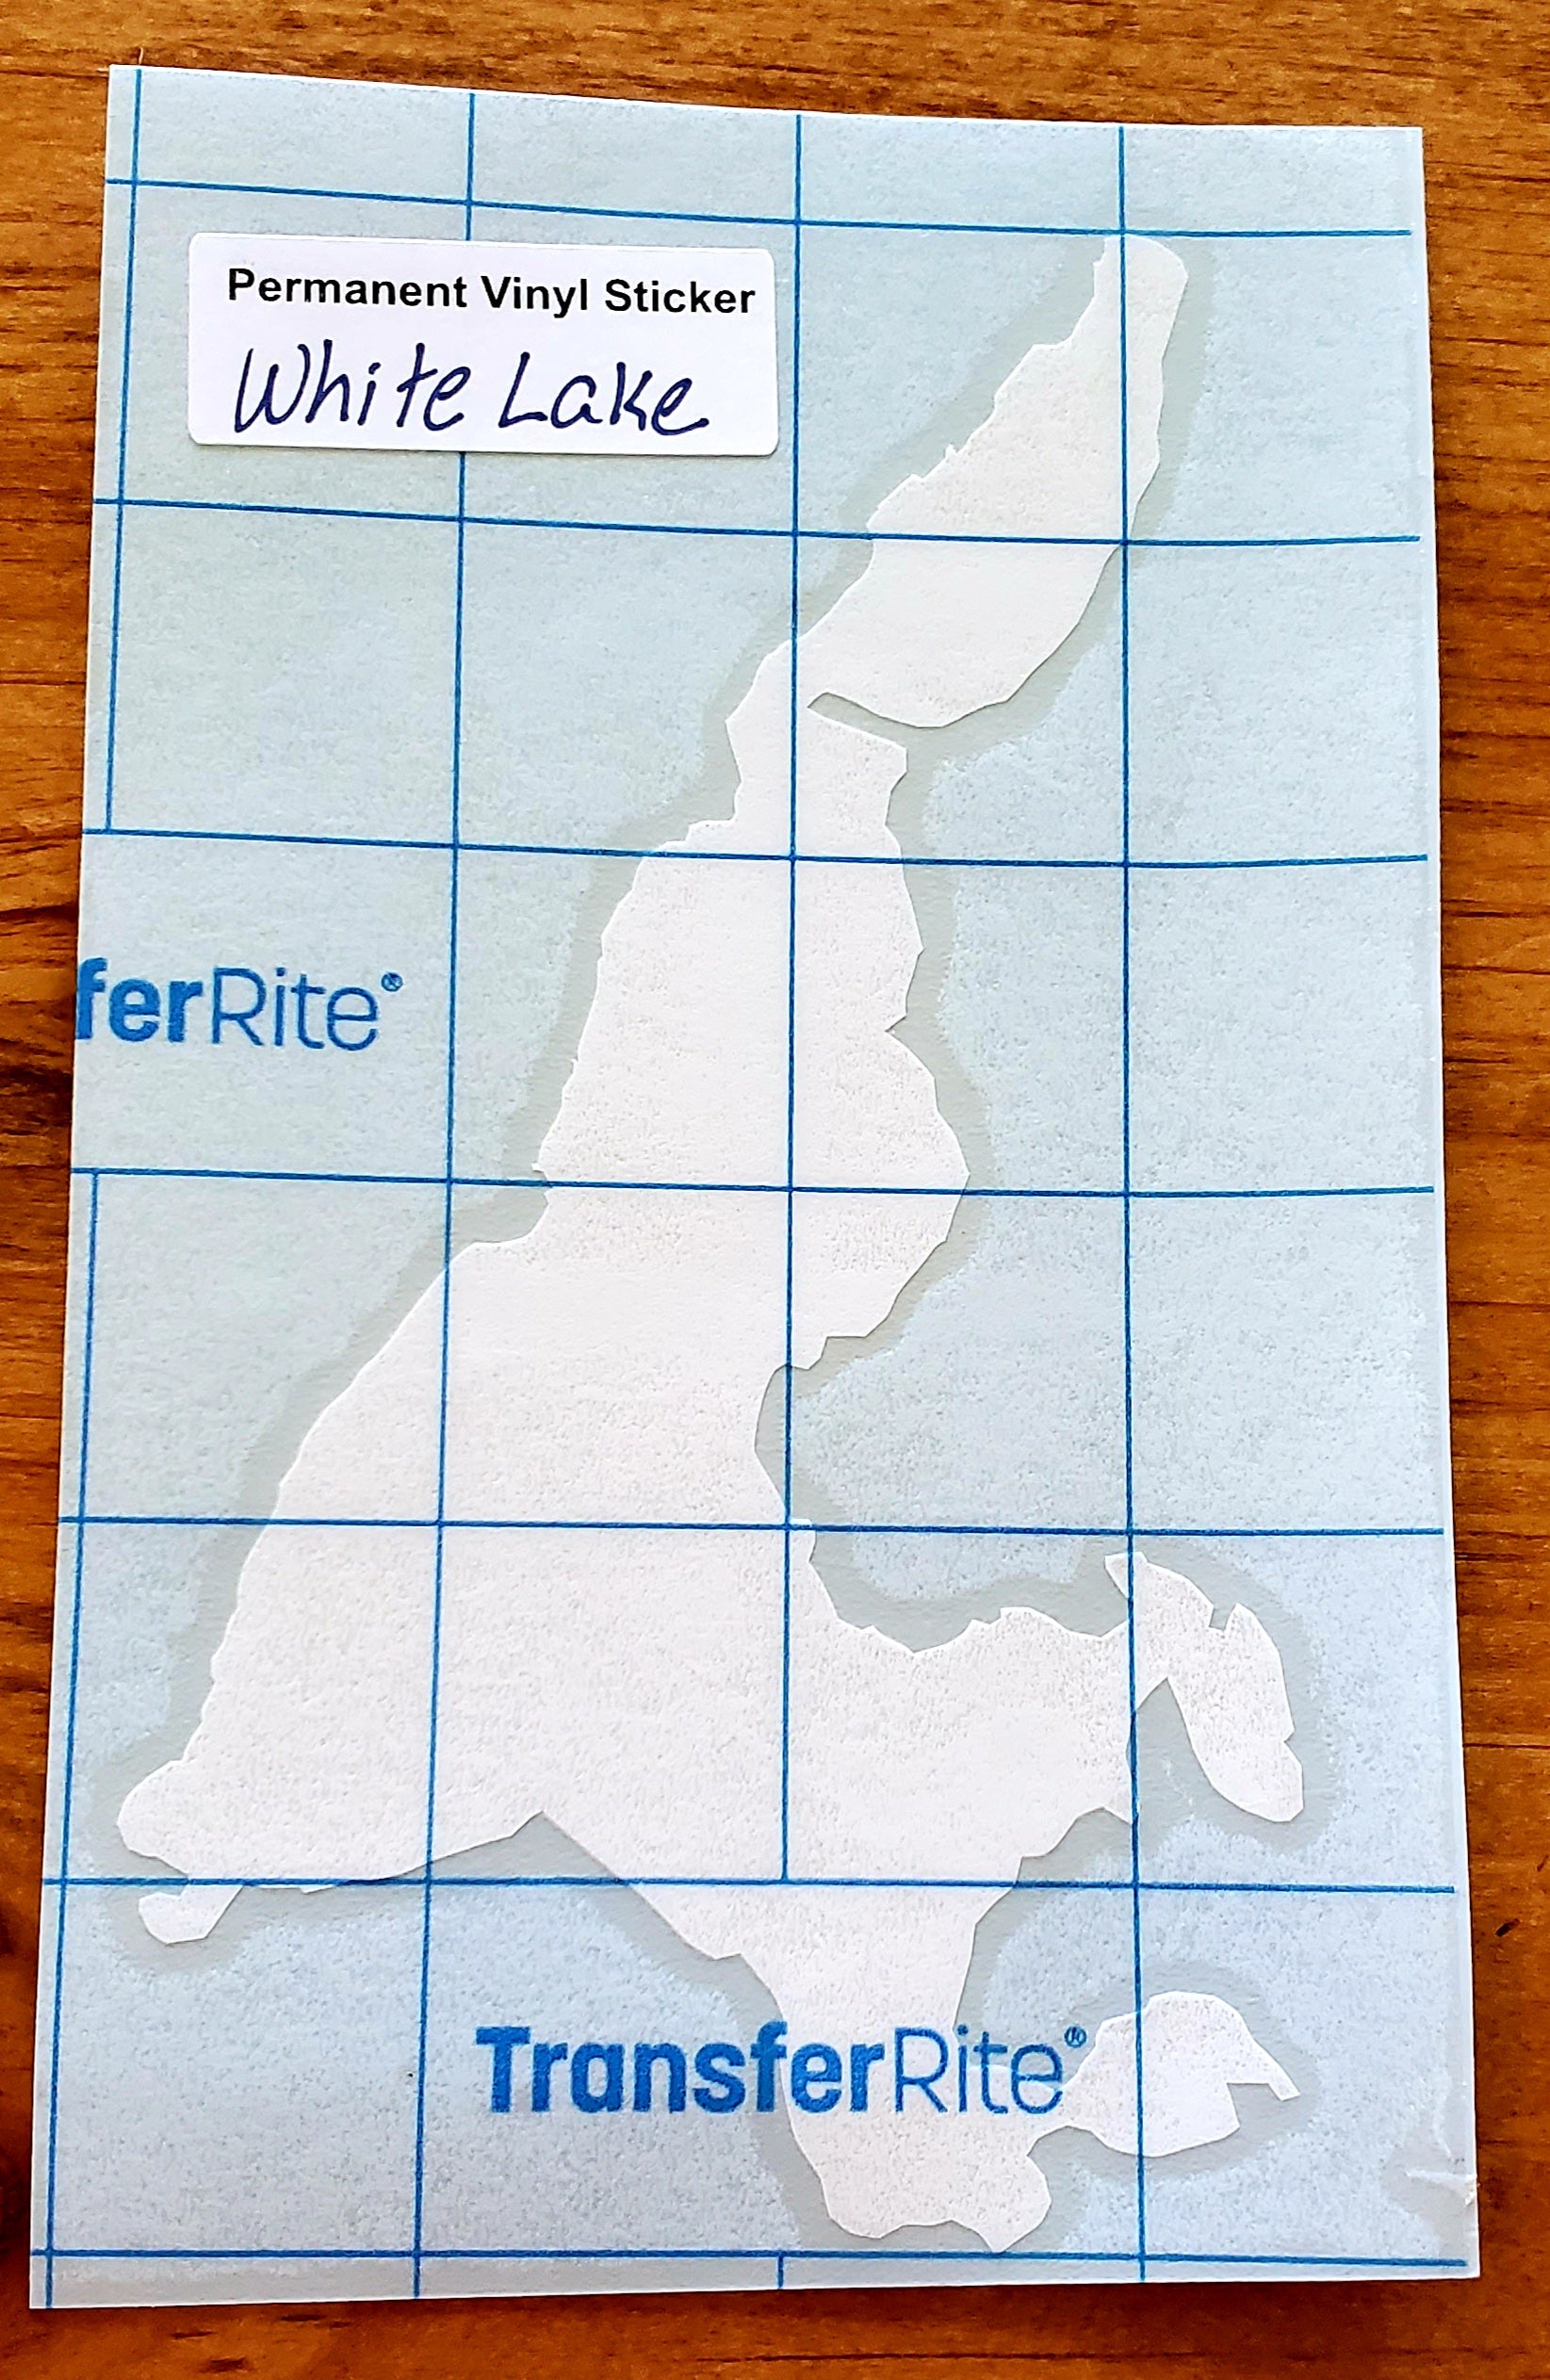 Permanent Vinyl Sticker
White Lake
ferRite®
TransferRite®